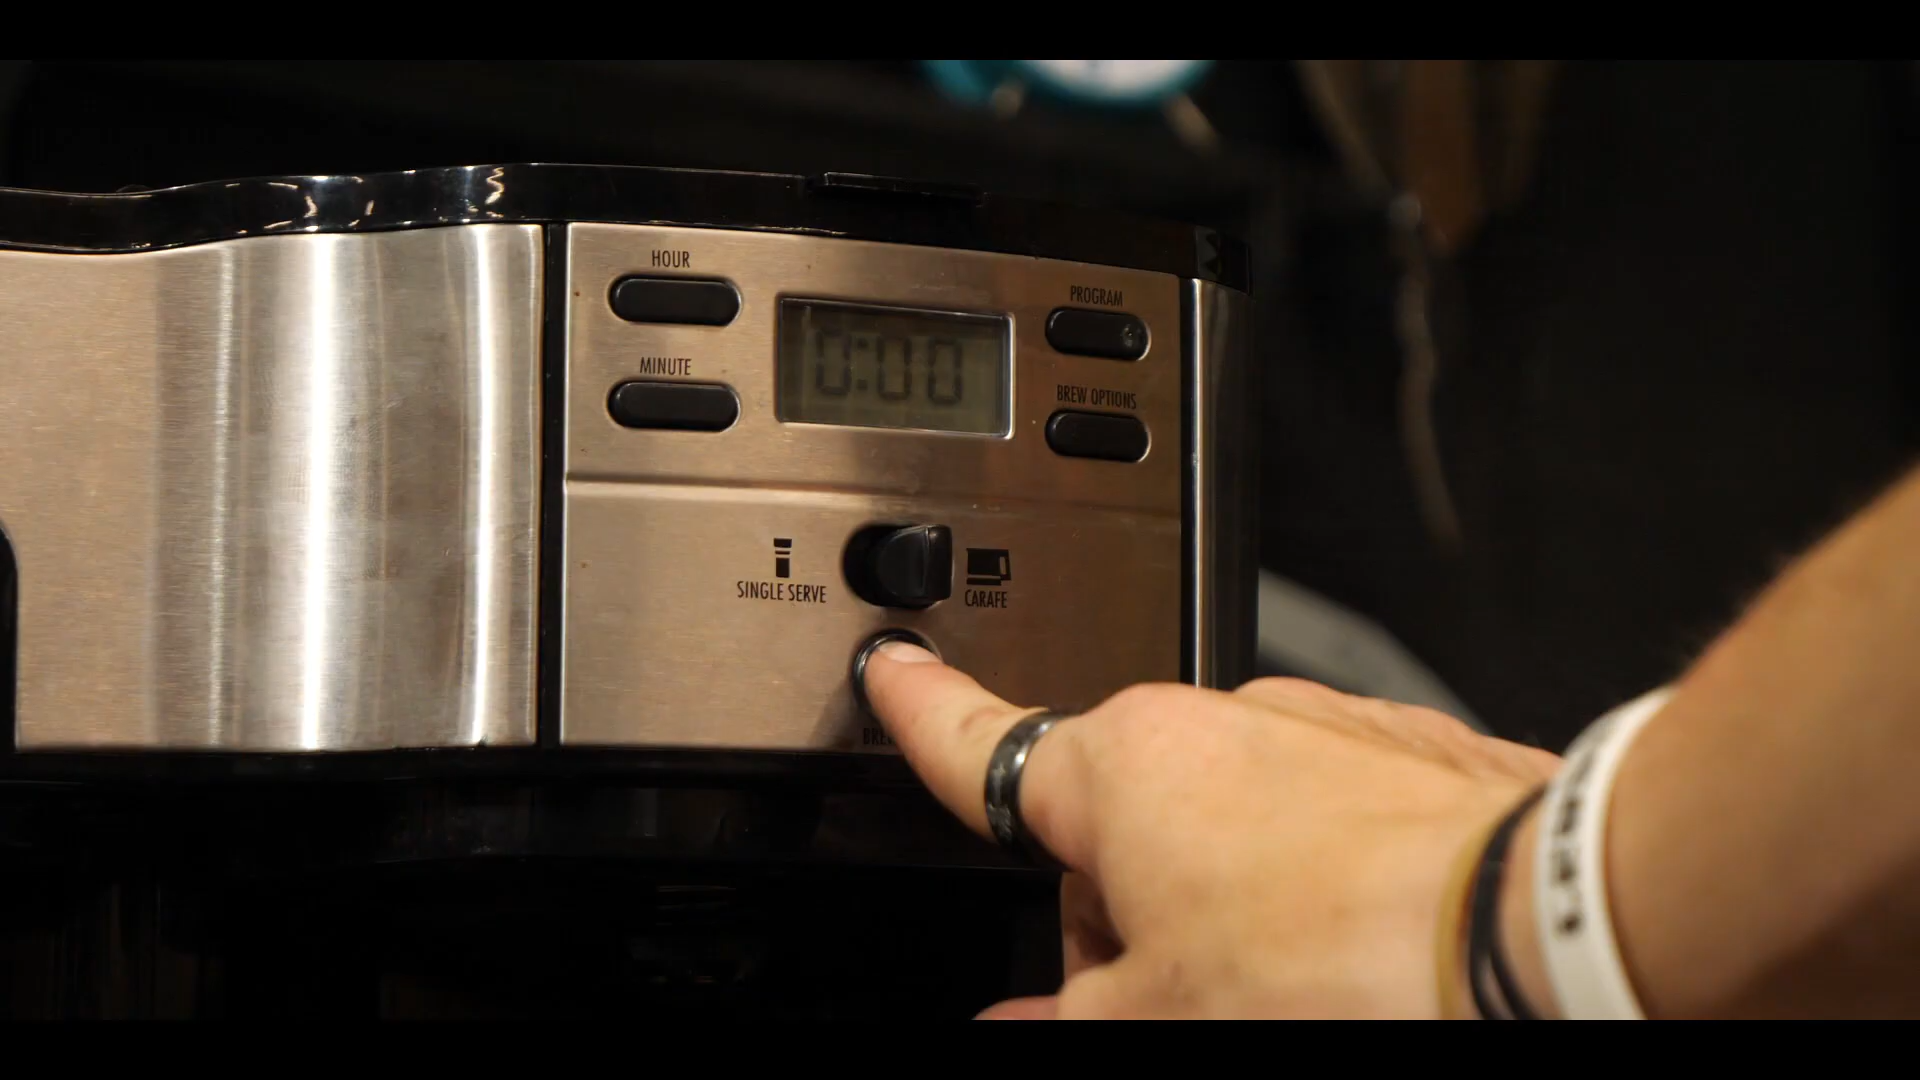 HOUR
PROGRAM
0:00
MINUTE
BREW OPTIONS
SINGLE SERVE
CARAFE